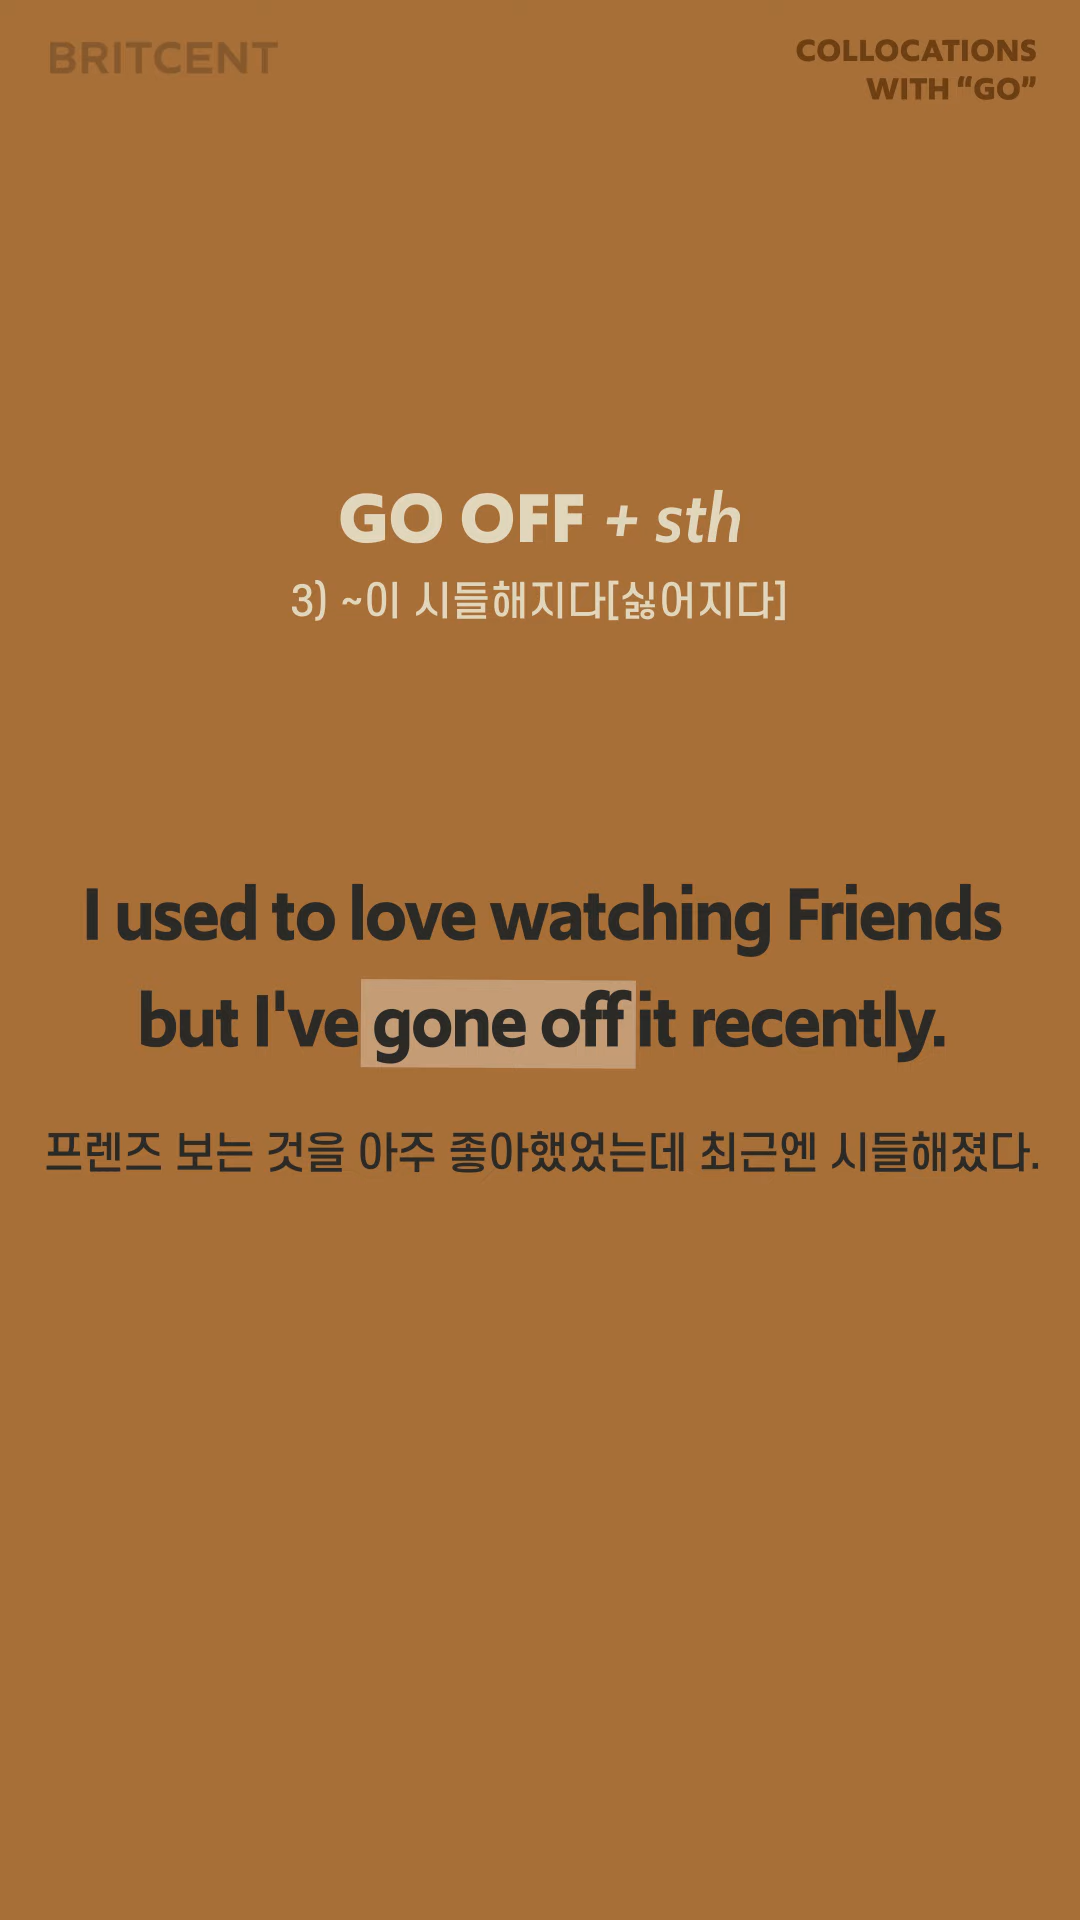 BRITCENT
COLLOCATIONS
WITH “GO”
GO OFF + sth
3) ~이 시들해지다[싫어지다]
I used to love watching Friends
but I've gone off it recently.
프렌즈 보는 것을 아주 좋아했었는데 최근엔 시들해졌다.